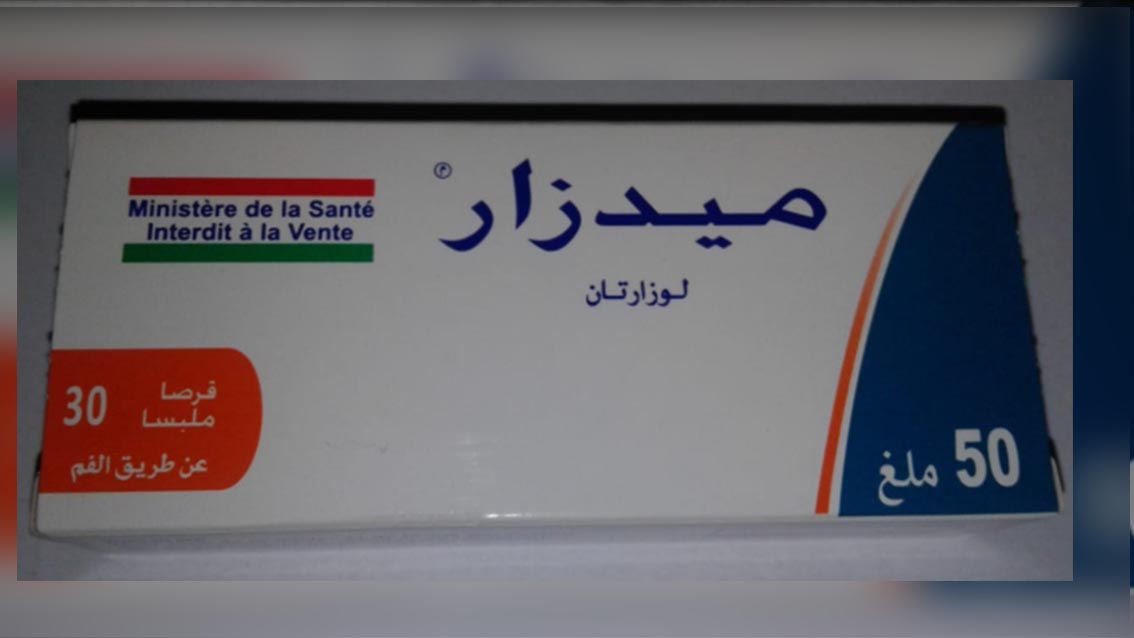 ميدزار
لوزارتان
Ministère de la Santé
Interdit à la Vente
30 قرصا ملبسا
عن طريق الفم
50 ملغ